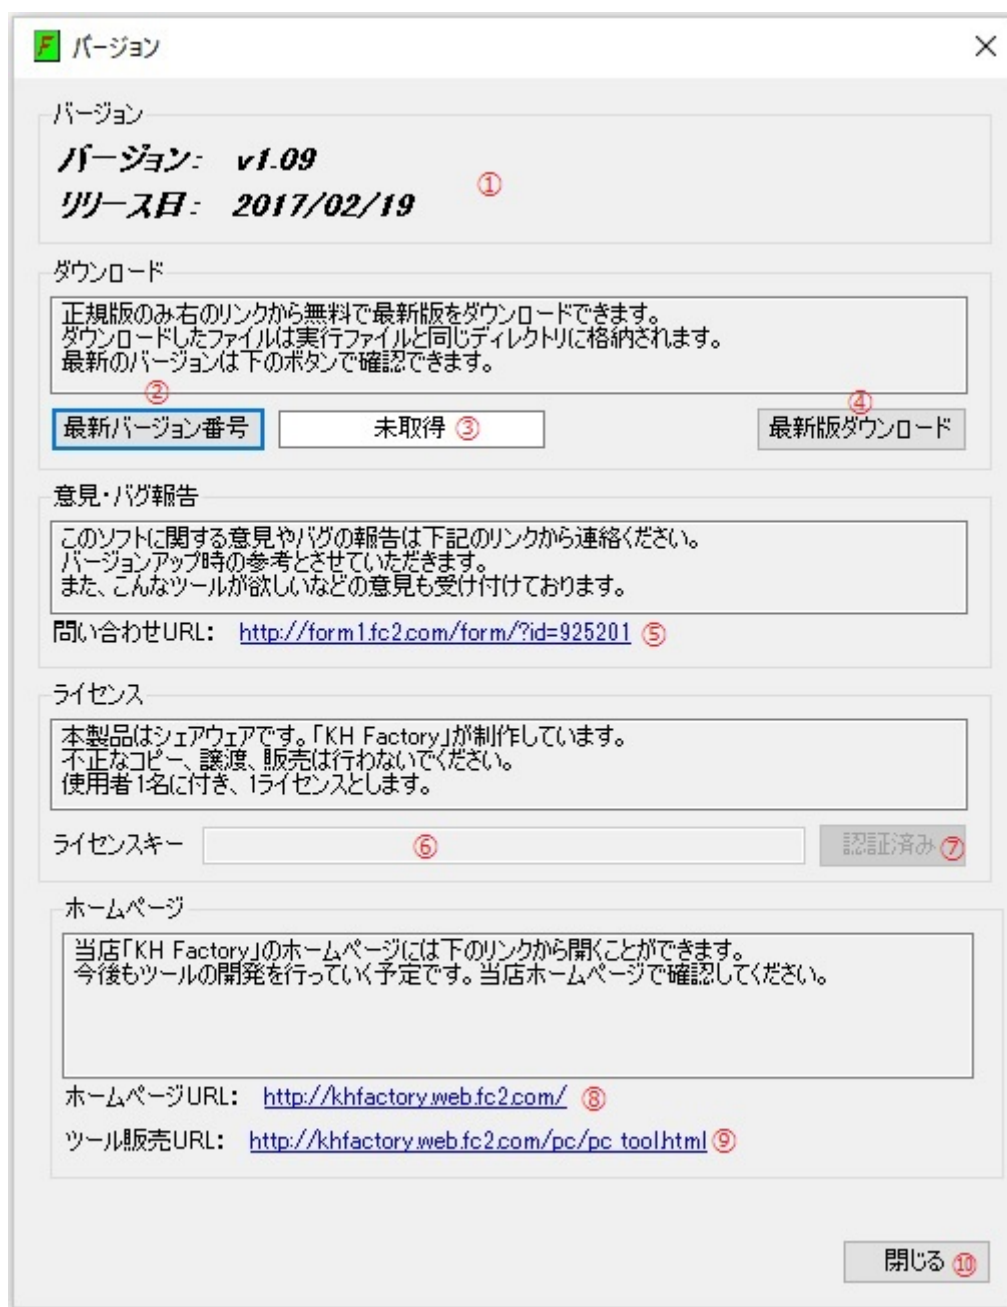 F バージョン
バージョン
バージョン: v1.09
リリース日: 2017/02/19
①
ダウンロード
正規版のみ右のリンクから無料で最新版をダウンロードできます。
ダウンロードしたファイルは実行ファイルと同じディレクトリに格納されます。
最新のバージョンは下のボタンで確認できます。
② ④
最新バージョン番号 未取得 ③ 最新版ダウンロード
意見・バグ報告
このソフトに関する意見やバグの報告は下記のリンクから連絡ください。
バージョンアップ時の参考とさせていただきます。
また、こんなツールが欲しいなどの意見も受け付けております。
問い合わせURL: http://form1.fc2.com/form/?id=925201 ⑤
ライセンス
本製品はシェアウェアです。「KH Factory」が制作しています。
不正なコピー、譲渡、販売は行わないでください。
使用者1名に付き、1ライセンスとします。
ライセンスキー ⑥ 認証済み ⑦
ホームページ
当店「KH Factory」のホームページには下のリンクから開くことができます。
今後もツールの開発を行っていく予定です。当店ホームページで確認してください。
ホームページURL: http://khfactory.web.fc2.com/ ⑧
ツール販売URL: http://khfactory.web.fc2.com/pc/pc_tool.html ⑨
閉じる ⑩